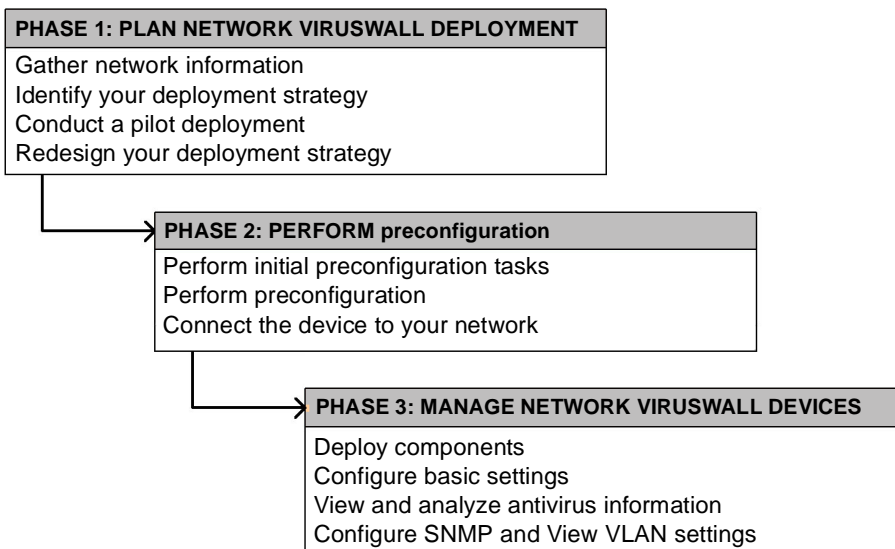 PHASE 1: PLAN NETWORK VIRUSWALL DEPLOYMENT
Gather network information
Identify your deployment strategy
Conduct a pilot deployment
Redesign your deployment strategy
PHASE 2: PERFORM preconfiguration
Perform initial preconfiguration tasks
Perform preconfiguration
Connect the device to your network
PHASE 3: MANAGE NETWORK VIRUSWALL DEVICES
Deploy components
Configure basic settings
View and analyze antivirus information
Configure SNMP and View VLAN settings